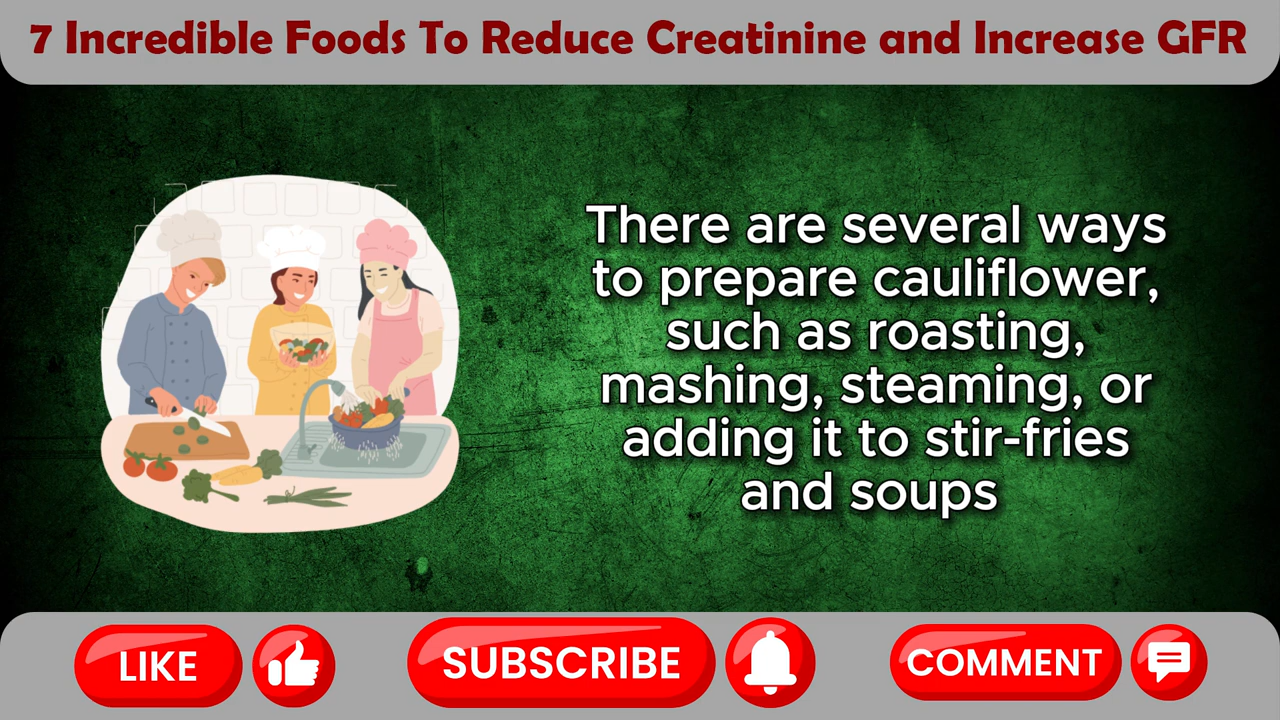 7 Incredible Foods To Reduce Creatinine and Increase GFR
There are several ways
to prepare cauliflower,
such as roasting,
mashing, steaming, or
adding it to stir-fries
and soups
LIKE
SUBSCRIBE
COMMENT